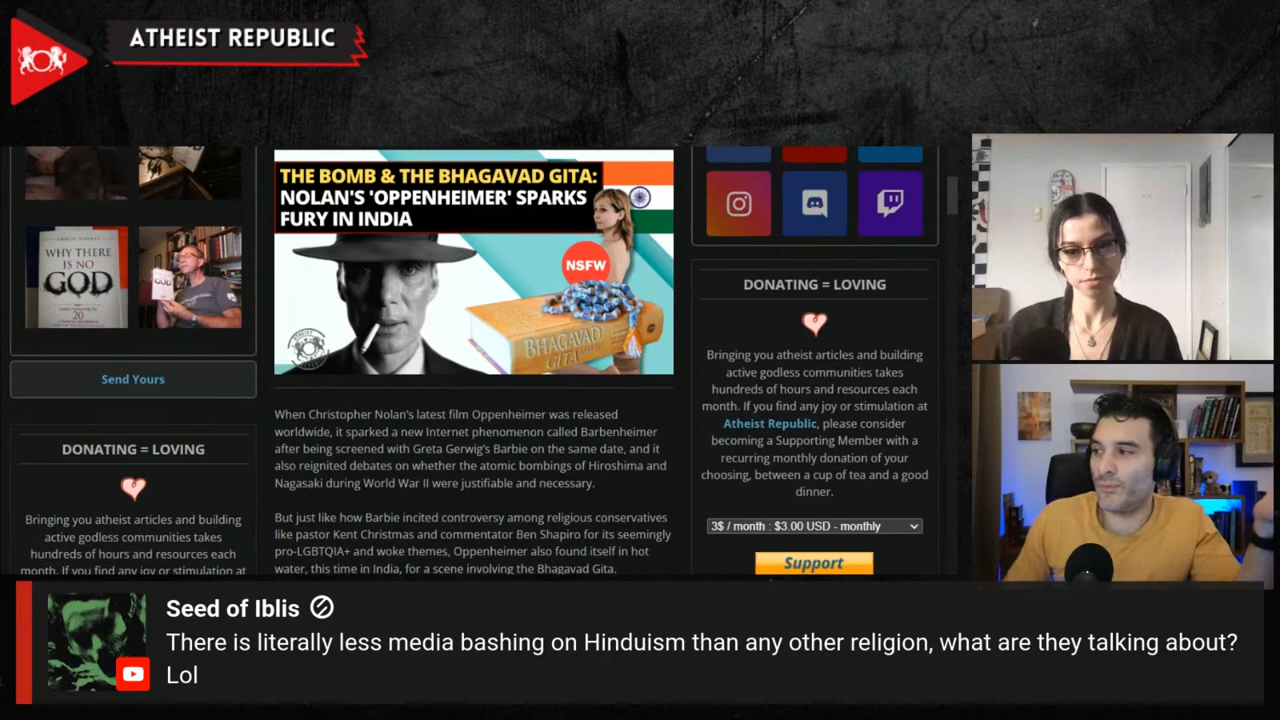 ATHEIST REPUBLIC
WHY THERE
IS NO
GOD
20
Send Yours
DONATING = LOVING
Bringing you atheist articles and building
active godless communities takes
hundreds of hours and resources each
month. If you find any joy or stimulation at
THE BOMB & THE BHAGAVAD GITA:
NOLAN'S 'OPPENHEIMER' SPARKS
FURY IN INDIA
NSFW
BHAGAVAD
GITA
When Christopher Nolan's latest film Oppenheimer was released
worldwide, it sparked a new Internet phenomenon called Barbenheimer
after being screened with Greta Gerwig's Barbie on the same date, and it
also reignited debates on whether the atomic bombings of Hiroshima and
Nagasaki during World War II were justifiable and necessary.
But just like how Barbie incited controversy among religious conservatives
like pastor Kent Christmas and commentator Ben Shapiro for its seemingly
pro-LGBTQIA+ and woke themes, Oppenheimer also found itself in hot
water, this time in India, for a scene involving the Bhagavad Gita.
DONATING = LOVING
Bringing you atheist articles and building
active godless communities takes
hundreds of hours and resources each
month. If you find any joy or stimulation at
Atheist Republic, please consider
becoming a Supporting Member with a
recurring monthly donation of your
choosing, between a cup of tea and a good
dinner.
3$ / month : $3.00 USD - monthly
Support
Seed of Iblis
There is literally less media bashing on Hinduism than any other religion, what are they talking about?
Lol